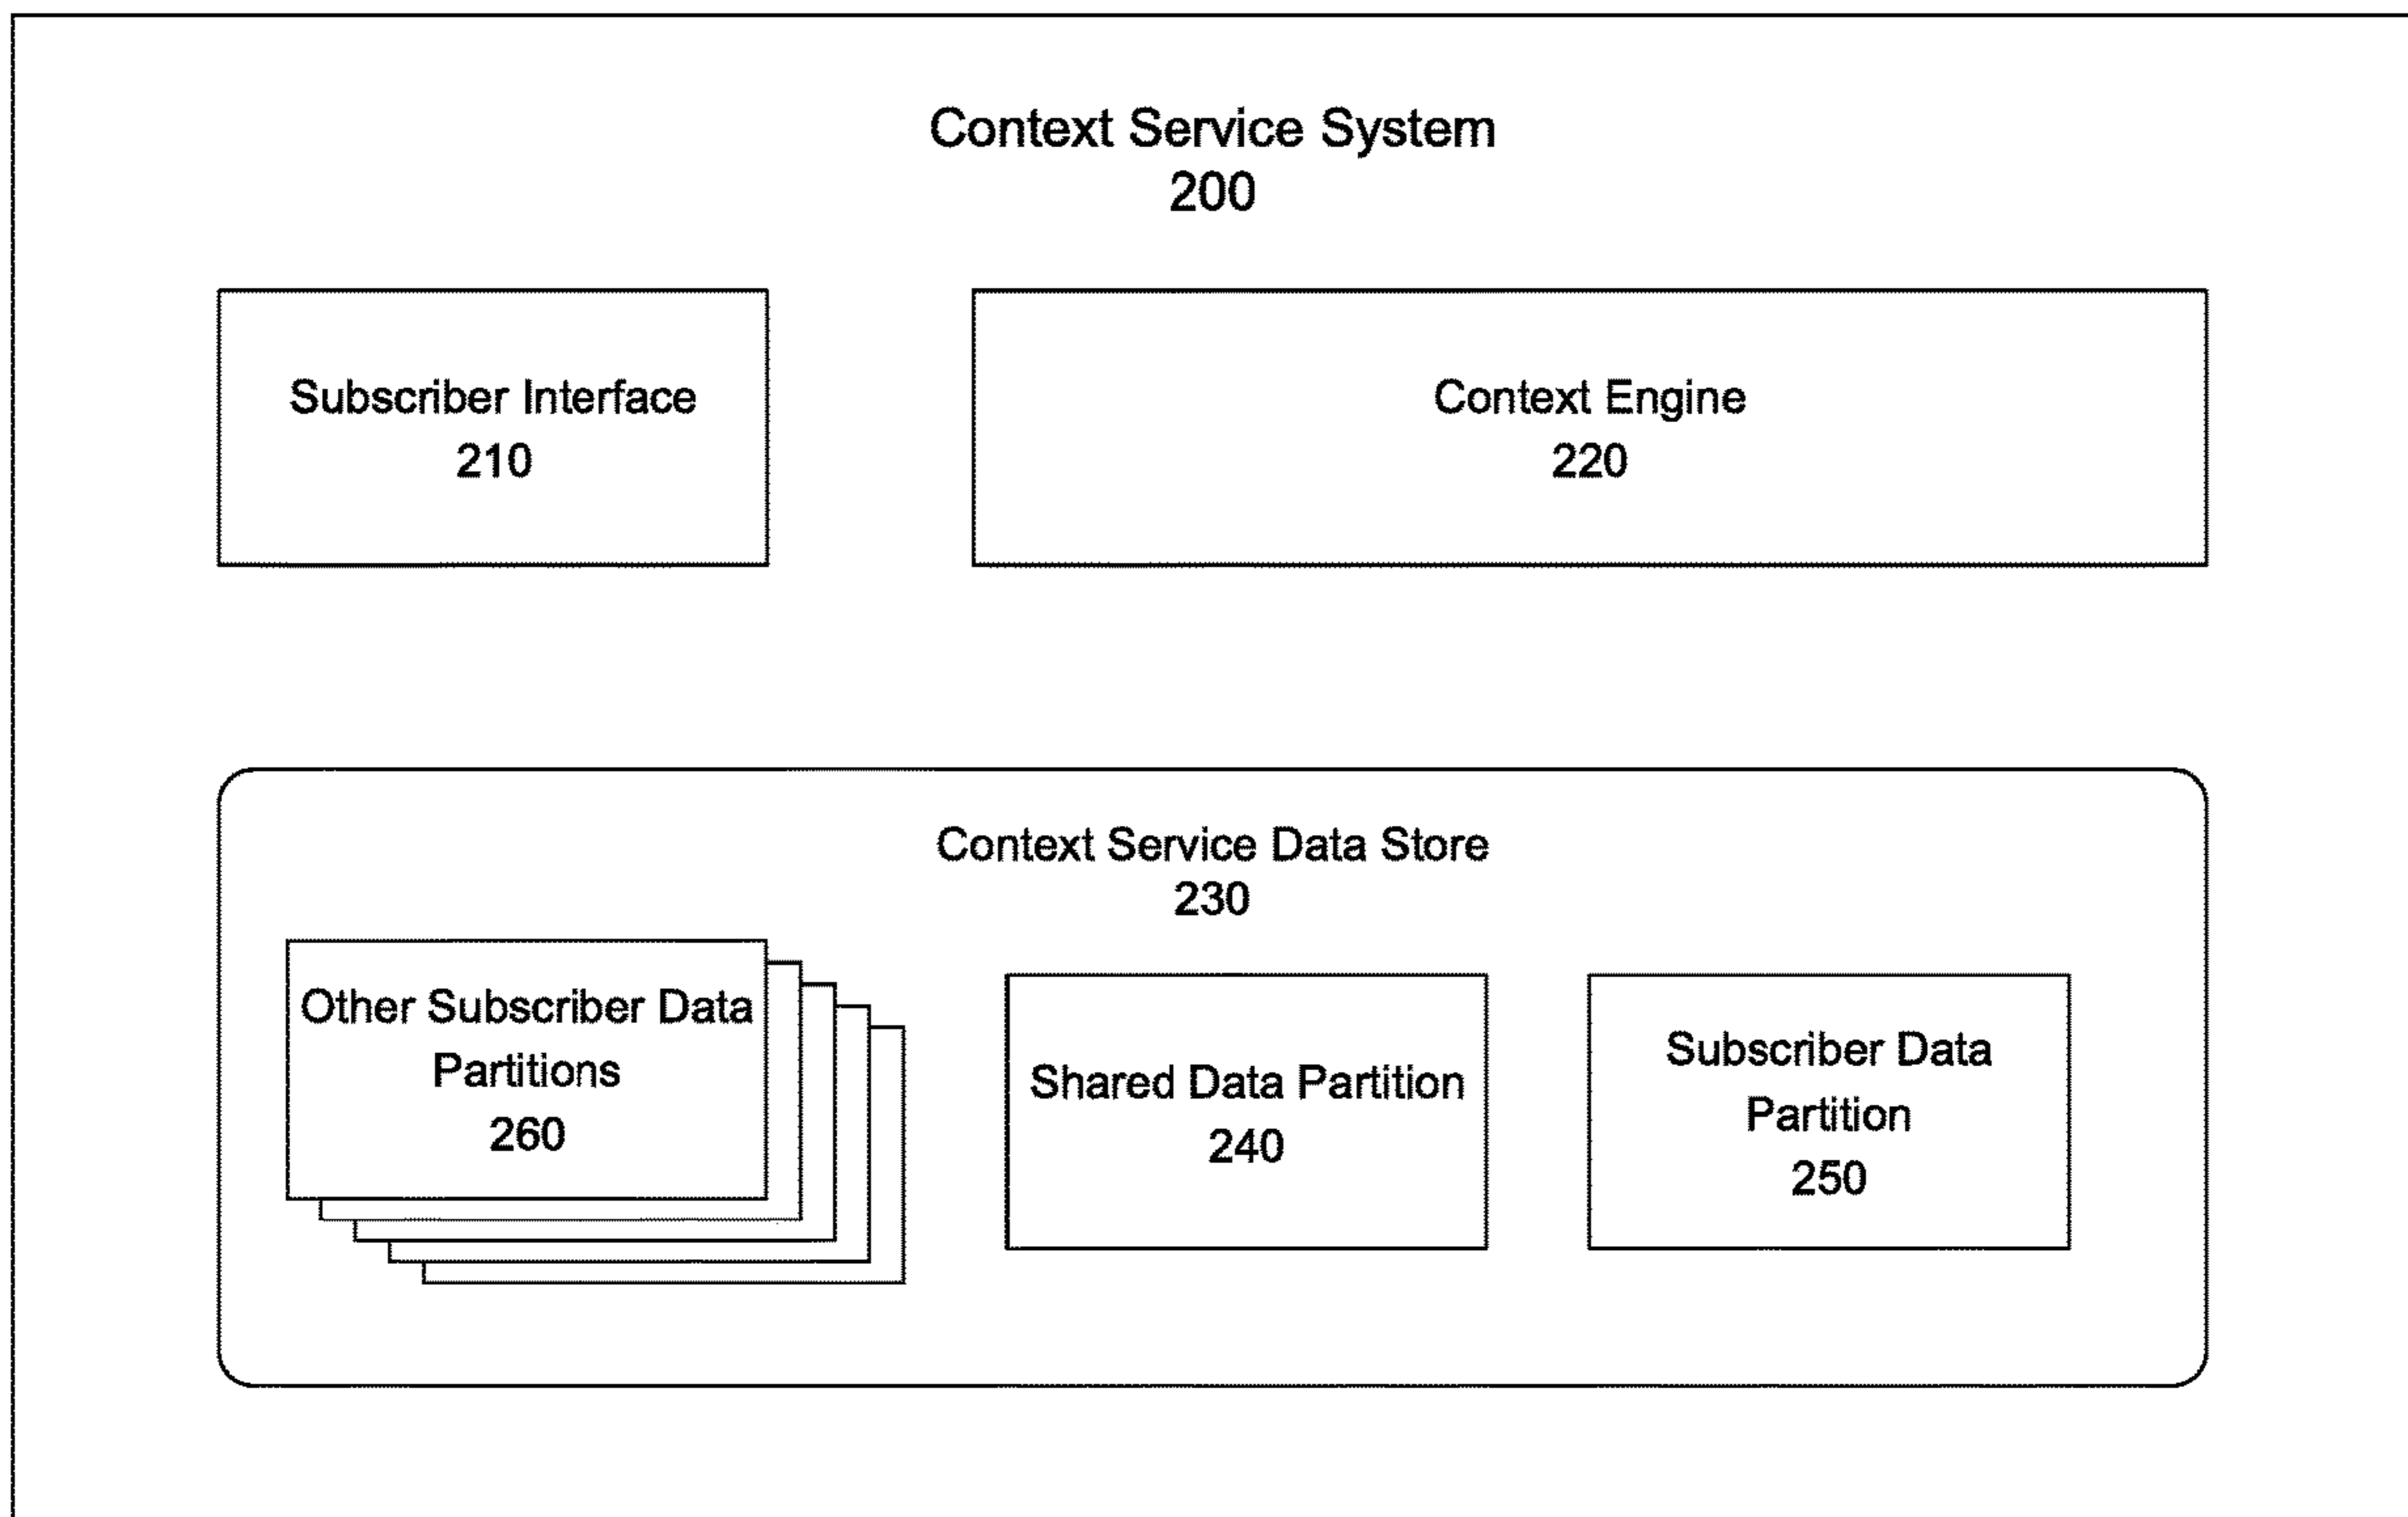 Context Service System
200
Subscriber Interface
210
Context Engine
220
Context Service Data Store
230
Other Subscriber Data
Partitions
260
Shared Data Partition
240
Subscriber Data
Partition
250